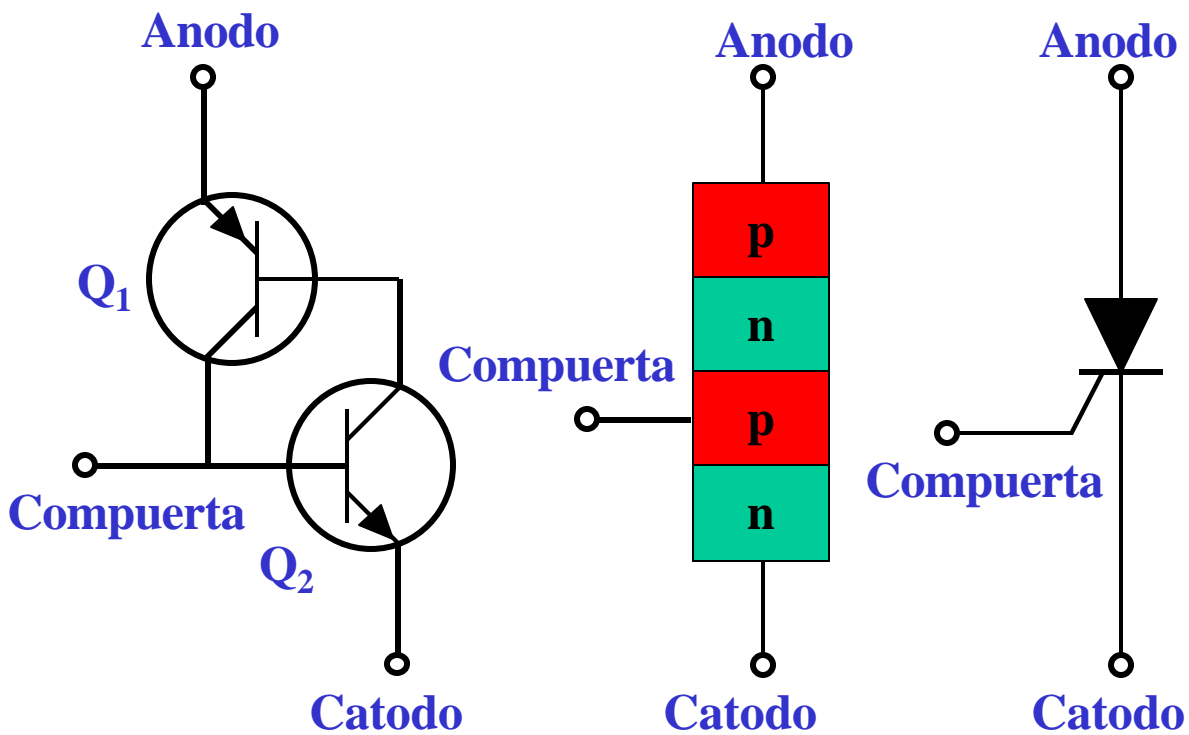 Anodo
Q1
Compuerta
Q2
Catodo
Anodo
p
n
Compuerta
p
n
Catodo
Anodo
Compuerta
Catodo